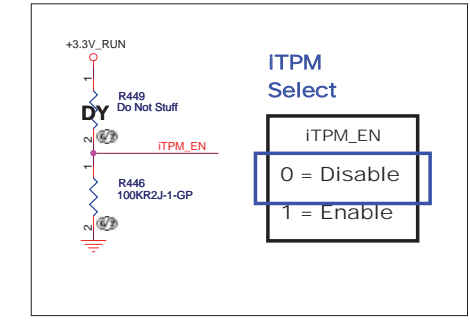 +3.3V_RUN
1
R449
Do Not Stuff
DY
2
iTPM_EN
1
R446
100KR2J-1-GP
2
iTPM
Select
iTPM_EN
0 = Disable
1 = Enable